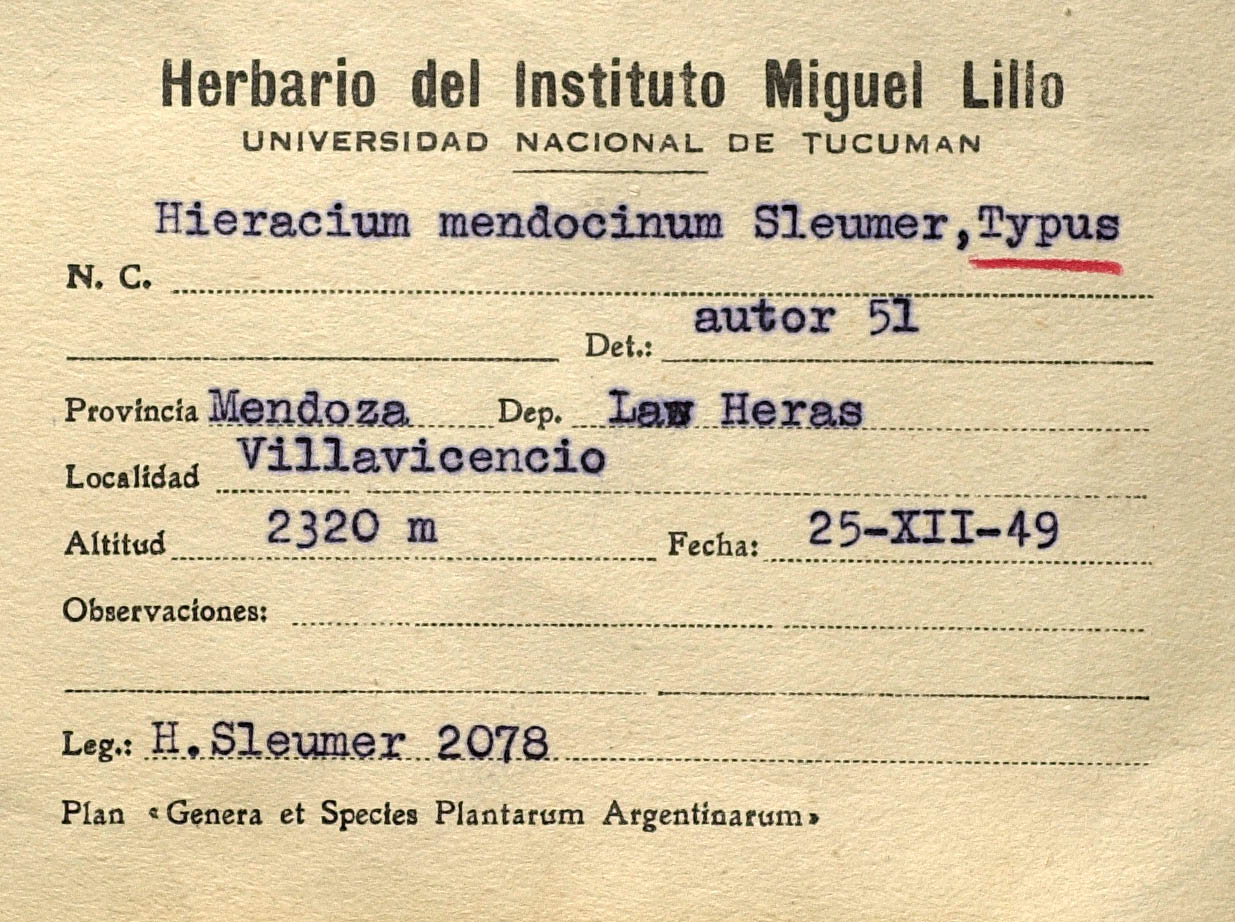 Herbario del Instituto Miguel Lillo
UNIVERSIDAD NACIONAL DE TUCUMAN
Hieracium mendocinum Sleumer, Typus
N. C.
Det.: autor 51
Provincia Mendoza Dep. Las Heras
Localidad Villavicencio
Altitud 2320 m Fecha: 25-XII-49
Observaciones:
Leg.: H. Sleumer 2078
Plan «Genera et Species Plantarum Argentinarum»